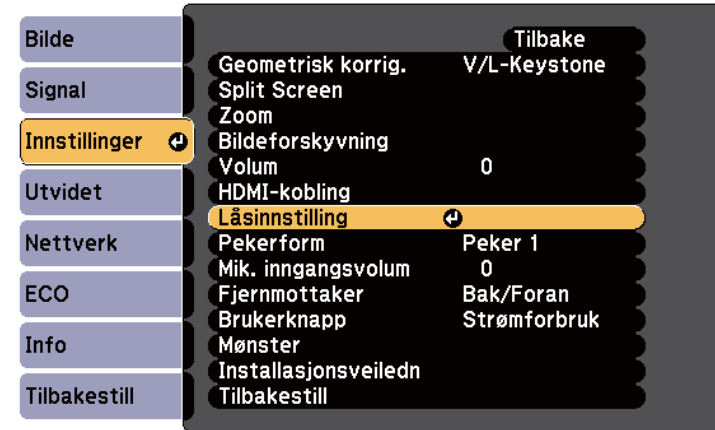 Bilde
Signal
Innstillinger
Utvidet
Nettverk
ECO
Info
Tilbakestill
Tilbake
Geometrisk korrig. V/L-Keystone
Split Screen
Zoom
Bildeforskyvning
Volum 0
HDMI-kobling
Låsinnstilling
Pekerform Peker 1
Mik. inngangsvolum 0
Fjernmottaker Bak/Foran
Brukerknapp Strømforbruk
Mønster
Installasjonsveiledn
Tilbakestill